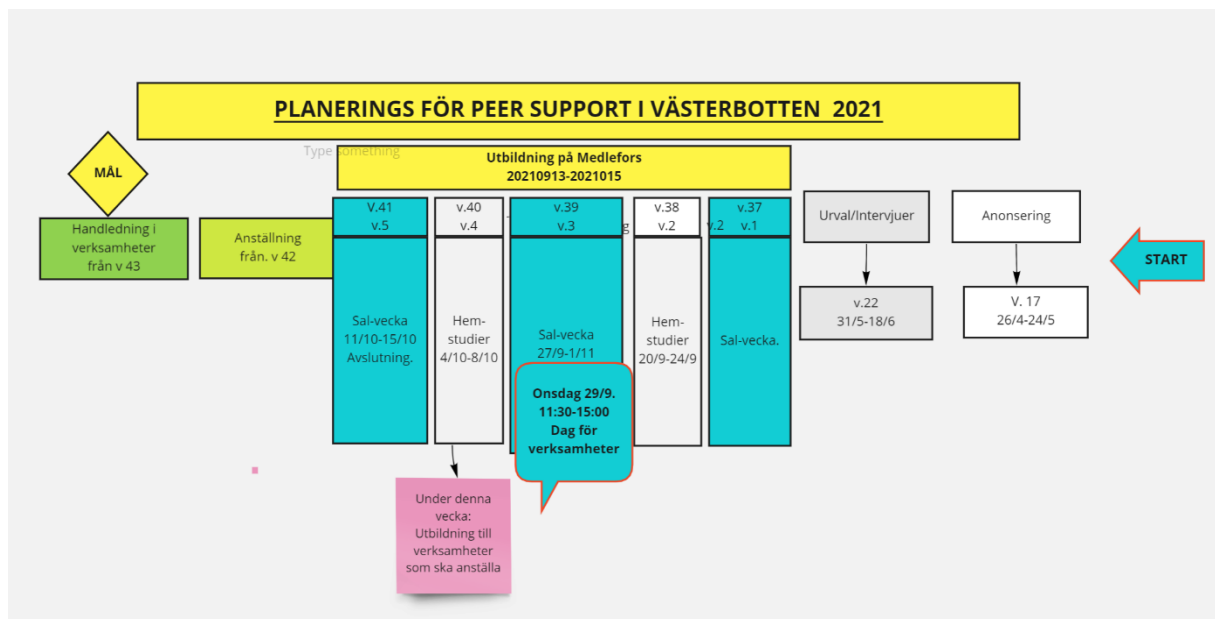 PLANERINGS FÖR PEER SUPPORT I VÄSTERBOTTEN 2021
Type something
MÅL
Utbildning på Medlefors
20210913-2021015
Handledning i
verksamheter
från v 43
Anställning
från. v 42
V.41
v.5
Sal-vecka
11/10-15/10
Avslutning.
v.40
v.4
Hem-
studier
4/10-8/10
v.39
v.3
g
Sal-vecka
27/9-1/11
v.38
v.2
Hem-
studier
20/9-24/9
v.2
v.37
v.1
Sal-vecka.
Urval/Intervjuer
v.22
31/5-18/6
Anonsering
V. 17
26/4-24/5
START
Onsdag 29/9.
11:30-15:00
Dag för
verksamheter
Under denna
vecka:
Utbildning till
verksamheter
som ska anställa